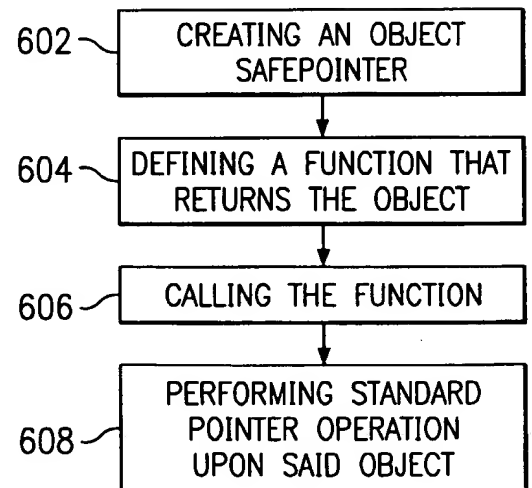 602
CREATING AN OBJECT
SAFEPOINTER
604
DEFINING A FUNCTION THAT
RETURNS THE OBJECT
606
CALLING THE FUNCTION
608
PERFORMING STANDARD
POINTER OPERATION
UPON SAID OBJECT